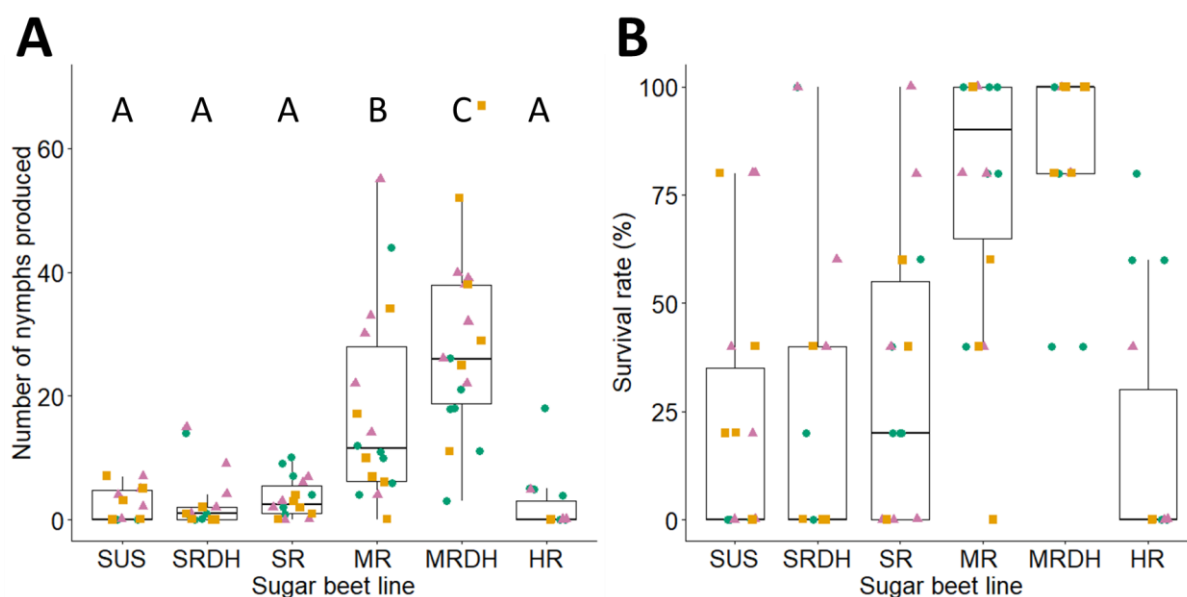 A
A A A B C A
Number of nymphs produced
60
40
20
0
SUS SRDH SR MR MRDH HR
Sugar beet line
B
Survival rate (%)
100
75
50
25
0
SUS SRDH SR MR MRDH HR
Sugar beet line